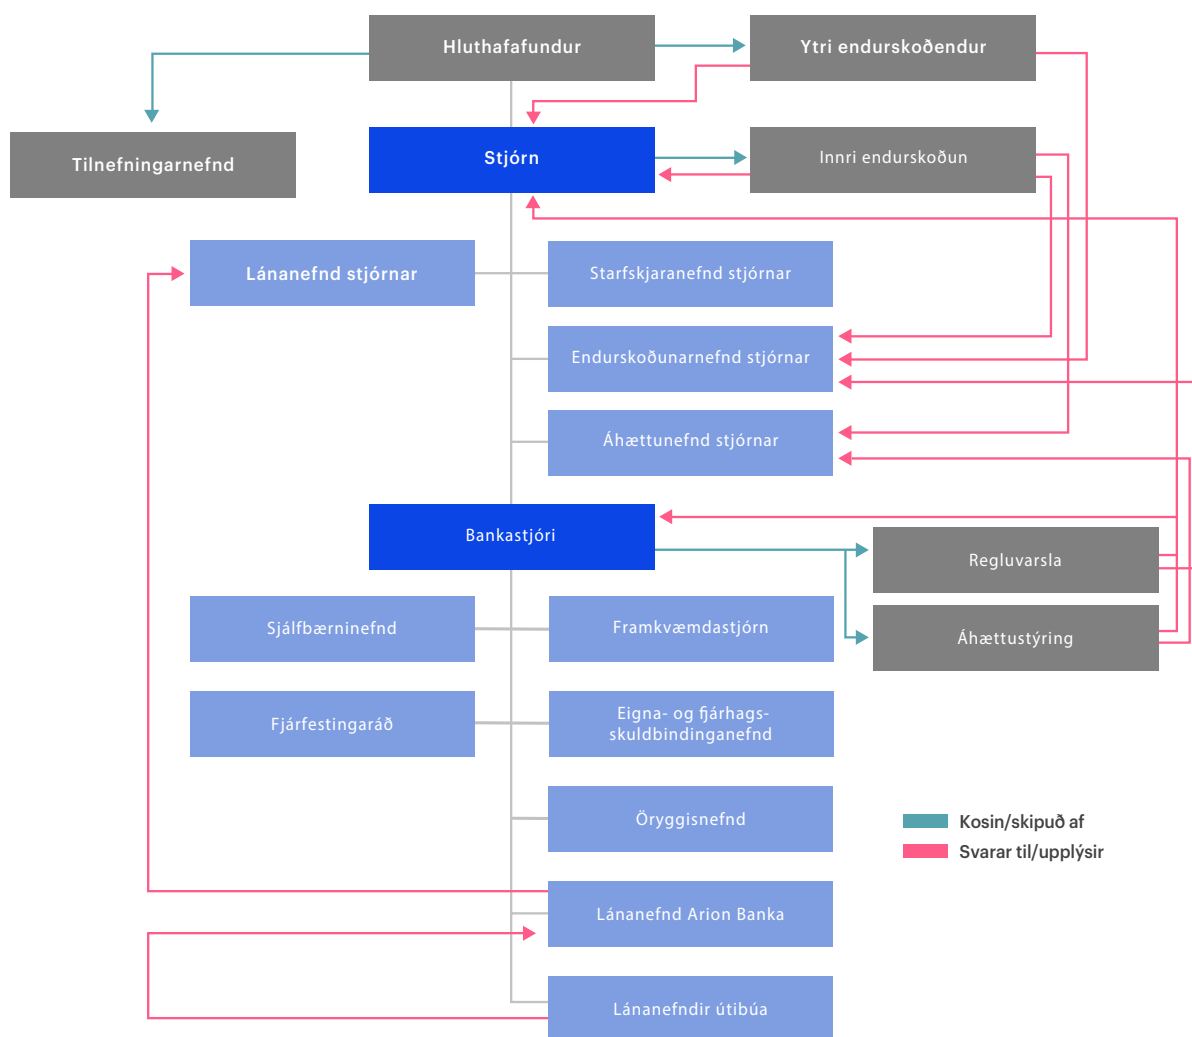 Hluthafafundur
Ytri endurskoðendur
Tilnefningarnefnd
Stjórn
Innri endurskoðun
Lánanefnd stjórnar
Starfskjaranefnd stjórnar
Endurskoðunarnefnd stjórnar
Áhættunefnd stjórnar
Bankastjóri
Regluvarsla
Áhættustýring
Sjálfbærninefnd
Framkvæmdastjórn
Fjárfestingaráð
Eigna- og fjárhags-
skuldbindinganefnd
Öryggisnefnd
Kosin/skipuð af
Svarar til/upplýsir
Lánanefnd Arion Banka
Lánanefndir útibúa